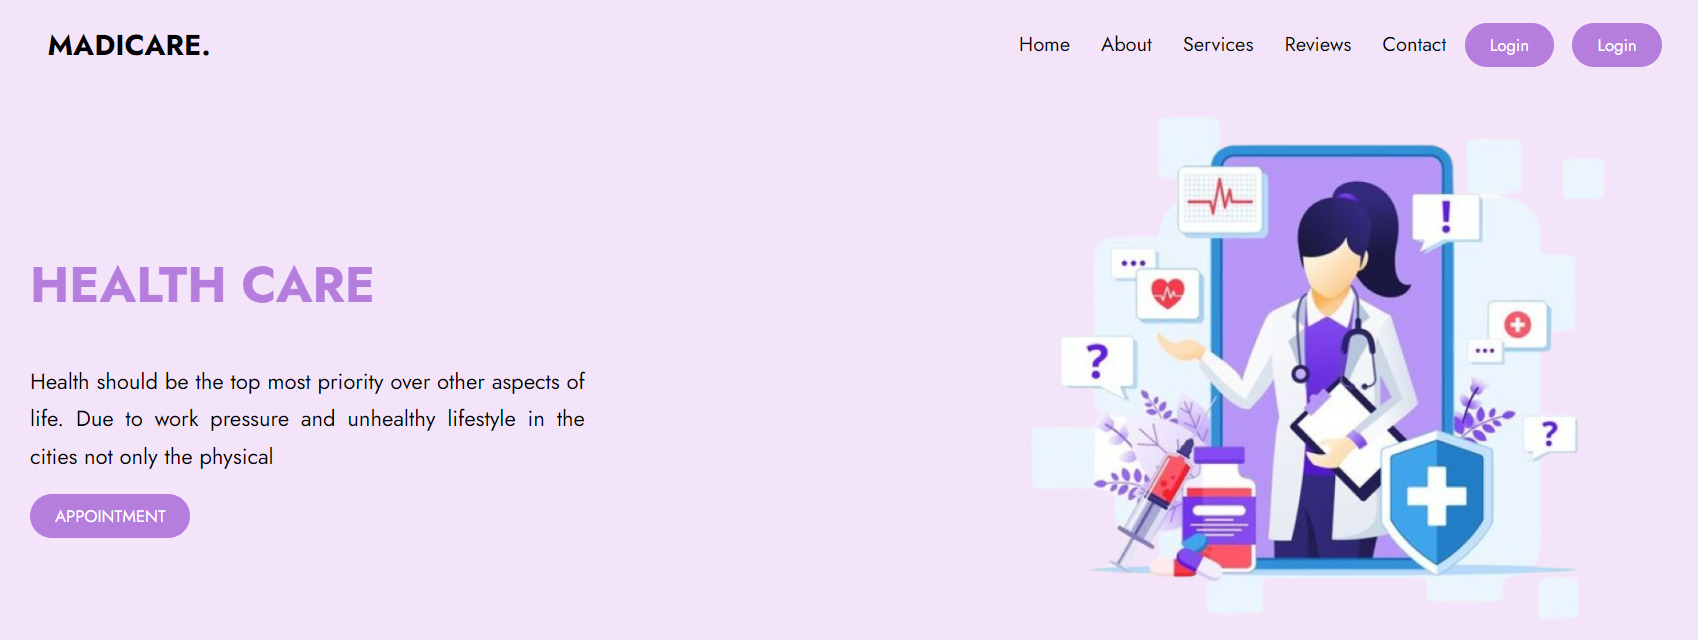 MADICARE.
Home About Services Reviews Contact Login Login
HEALTH CARE
Health should be the top most priority over other aspects of
life. Due to work pressure and unhealthy lifestyle in the
cities not only the physical
APPOINTMENT
!
?
?